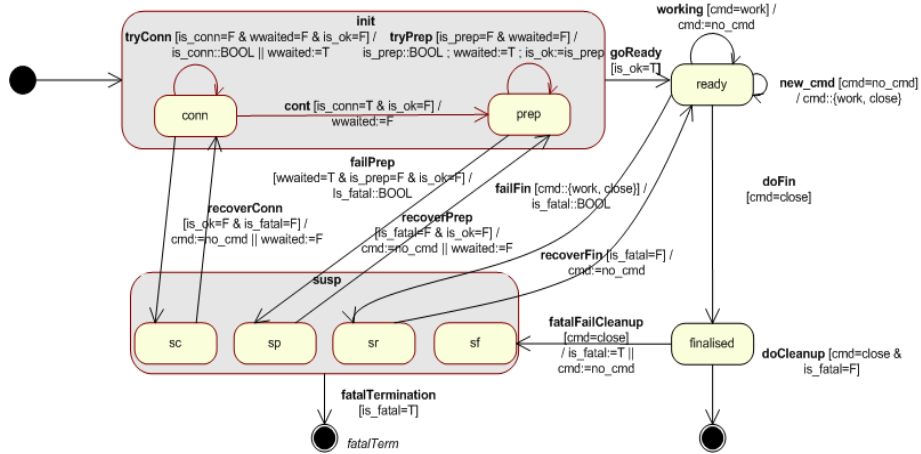 init
tryConn [is_conn=F & wwaited=F & is_ok=F] /
is_conn::BOOL || wwaited:=T
tryPrep [is_prep=F & wwaited=F] /
is_prep::BOOL ; wwaited:=T ; is_ok:=is_prep
working [cmd=work] /
cmd:=no_cmd
goReady
[is_ok=T]
ready
new_cmd [cmd=no_cmd]
/ cmd::{work, close}
conn
cont [is_conn=T & is_ok=F] /
wwaited:=F
prep
failPrep
[wwaited=T & is_prep=F & is_ok=F] /
Is_fatal::BOOL
failFin [cmd::{work, close}] /
is_fatal::BOOL
doFin
[cmd=close]
recoverConn
[is_ok=F & is_fatal=F] /
cmd:=no_cmd || wwaited:=F
recoverPrep
[is_fatal=F & is_ok=F] /
cmd:=no_cmd || wwaited:=F
recoverFin [is_fatal=F] /
cmd:=no_cmd
susp
sc
sp
sr
sf
fatalFailCleanup
[cmd=close]
/ is_fatal:=T ||
cmd:=no_cmd
finalised
doCleanup [cmd=close &
is_fatal=F]
fatalTermination
[is_fatal=T]
fatalTerm